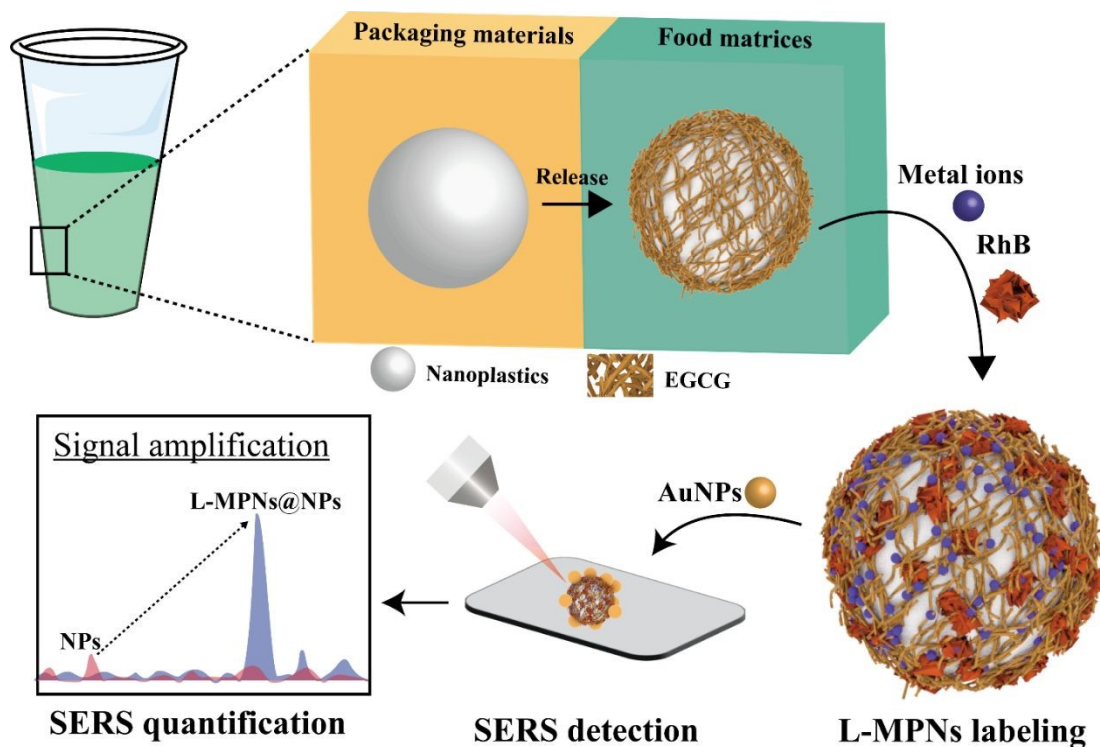 Packaging materials
Food matrices
Release
Metal ions
RhB
Nanoplastics
EGCG
Signal amplification
L-MPNs@NPs
NPs
AuNPs
SERS quantification
SERS detection
L-MPNs labeling